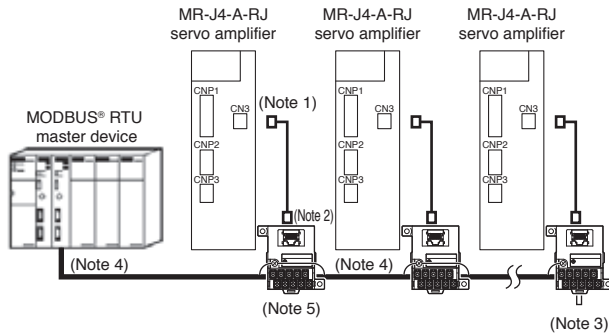 MR-J4-A-RJ
servo amplifier
MR-J4-A-RJ
servo amplifier
MR-J4-A-RJ
servo amplifier
MODBUS® RTU
master device
CNP1
CN3
CNP2
CNP3
(Note 1)
CNP1
CN3
CNP2
CNP3
CNP1
CN3
CNP2
CNP3
(Note 2)
(Note 4)
(Note 4)
(Note 5)
(Note 3)